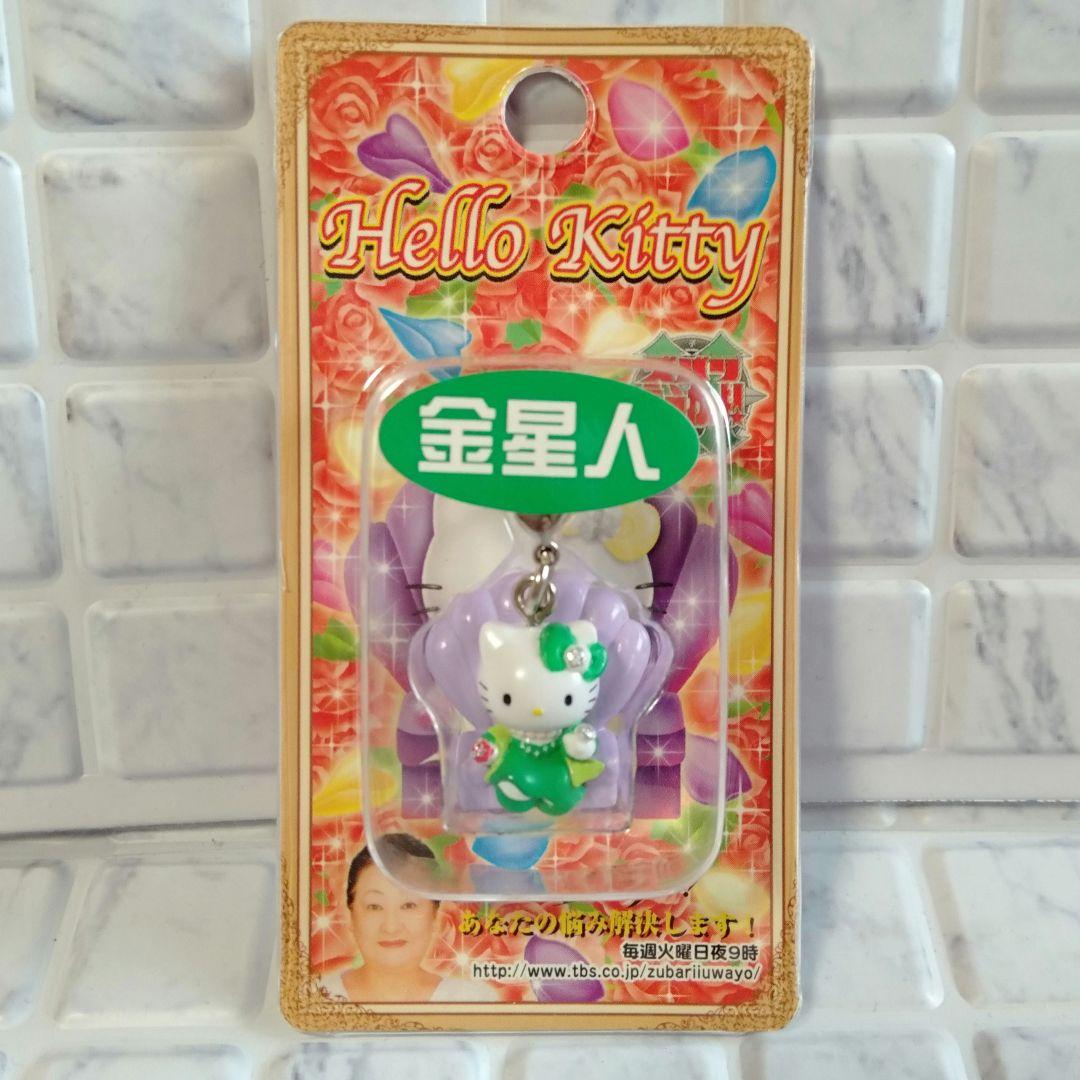 Hello Kitty
金星人
あなたの悩み解決します!
毎週火曜日夜9時
http://www.tbs.co.jp/zubariiuwayo/